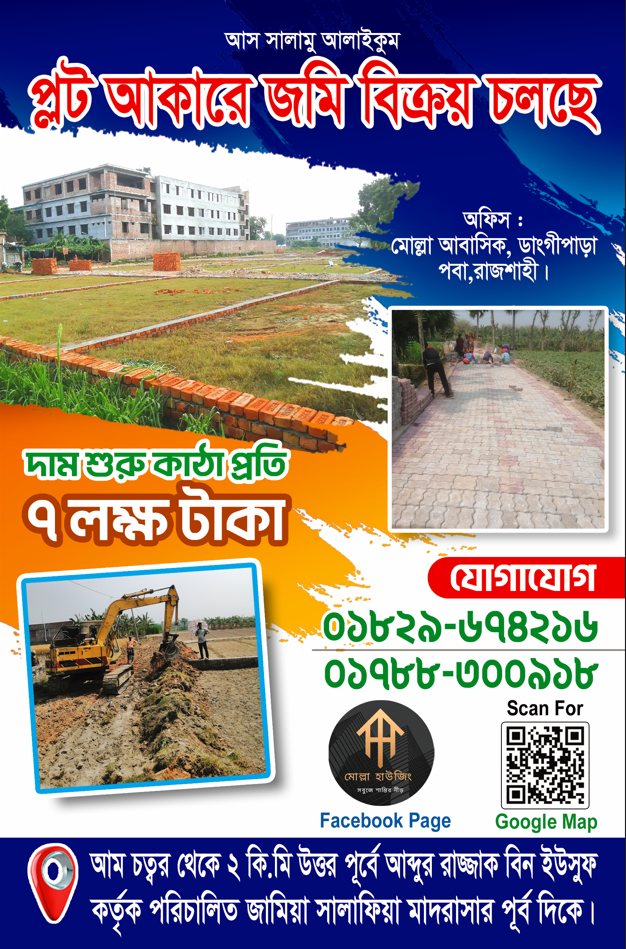 আস সালামু আলাইকুম
প্লট আকারে জমি বিক্রয় চলছে
অফিস :
মোল্লা আবাসিক, ডাংগীপাড়া
পবা,রাজশাহী।
দাম শুরু কাঠা প্রতি
৭ লক্ষ টাকা
যোগাযোগ
০১৮২৯-৬৭৪২১৬
০১৭৮৮-৩০০৯১৮
মোল্লা হাউজিং
সবুজে শান্তির নীড়
Facebook Page
Scan For
Google Map
আম চত্বর থেকে ২ কি.মি উত্তর পূর্বে আব্দুর রাজ্জাক বিন ইউসুফ
কর্তৃক পরিচালিত জামিয়া সালাফিয়া মাদরাসার পূর্ব দিকে।